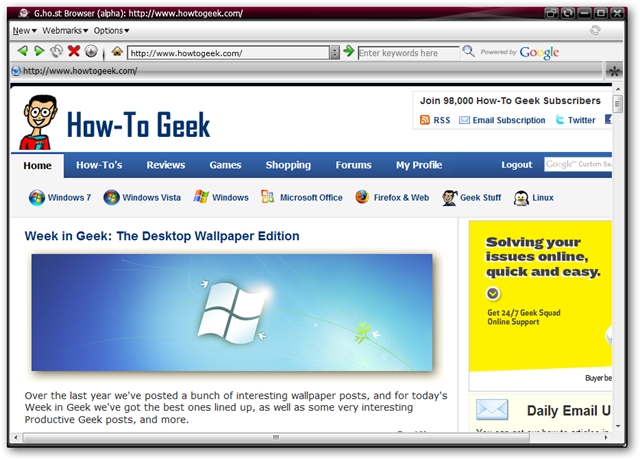 G.ho.st Browser (alpha): http://www.howtogeek.com/
New Webmarks Options
http://www.howtogeek.com/ Enter keywords here Powered by Google
http://www.howtogeek.com/
Join 98,000 How-To Geek Subscribers
How-To Geek
RSS Email Subscription Twitter
Home How-To's Reviews Games Shopping Forums My Profile Logout Google Custom Se
Windows 7 Windows Vista Windows Microsoft Office Firefox & Web Geek Stuff Linux
Week in Geek: The Desktop Wallpaper Edition
Over the last year we've posted a bunch of interesting wallpaper posts, and for today's
Week in Geek we've got the best ones lined up, as well as some very interesting
Productive Geek posts, and more.
Solving your
issues online,
quick and easy.
Get 24/7 Geek Squad
Online Support
Buyer be
Daily Email U